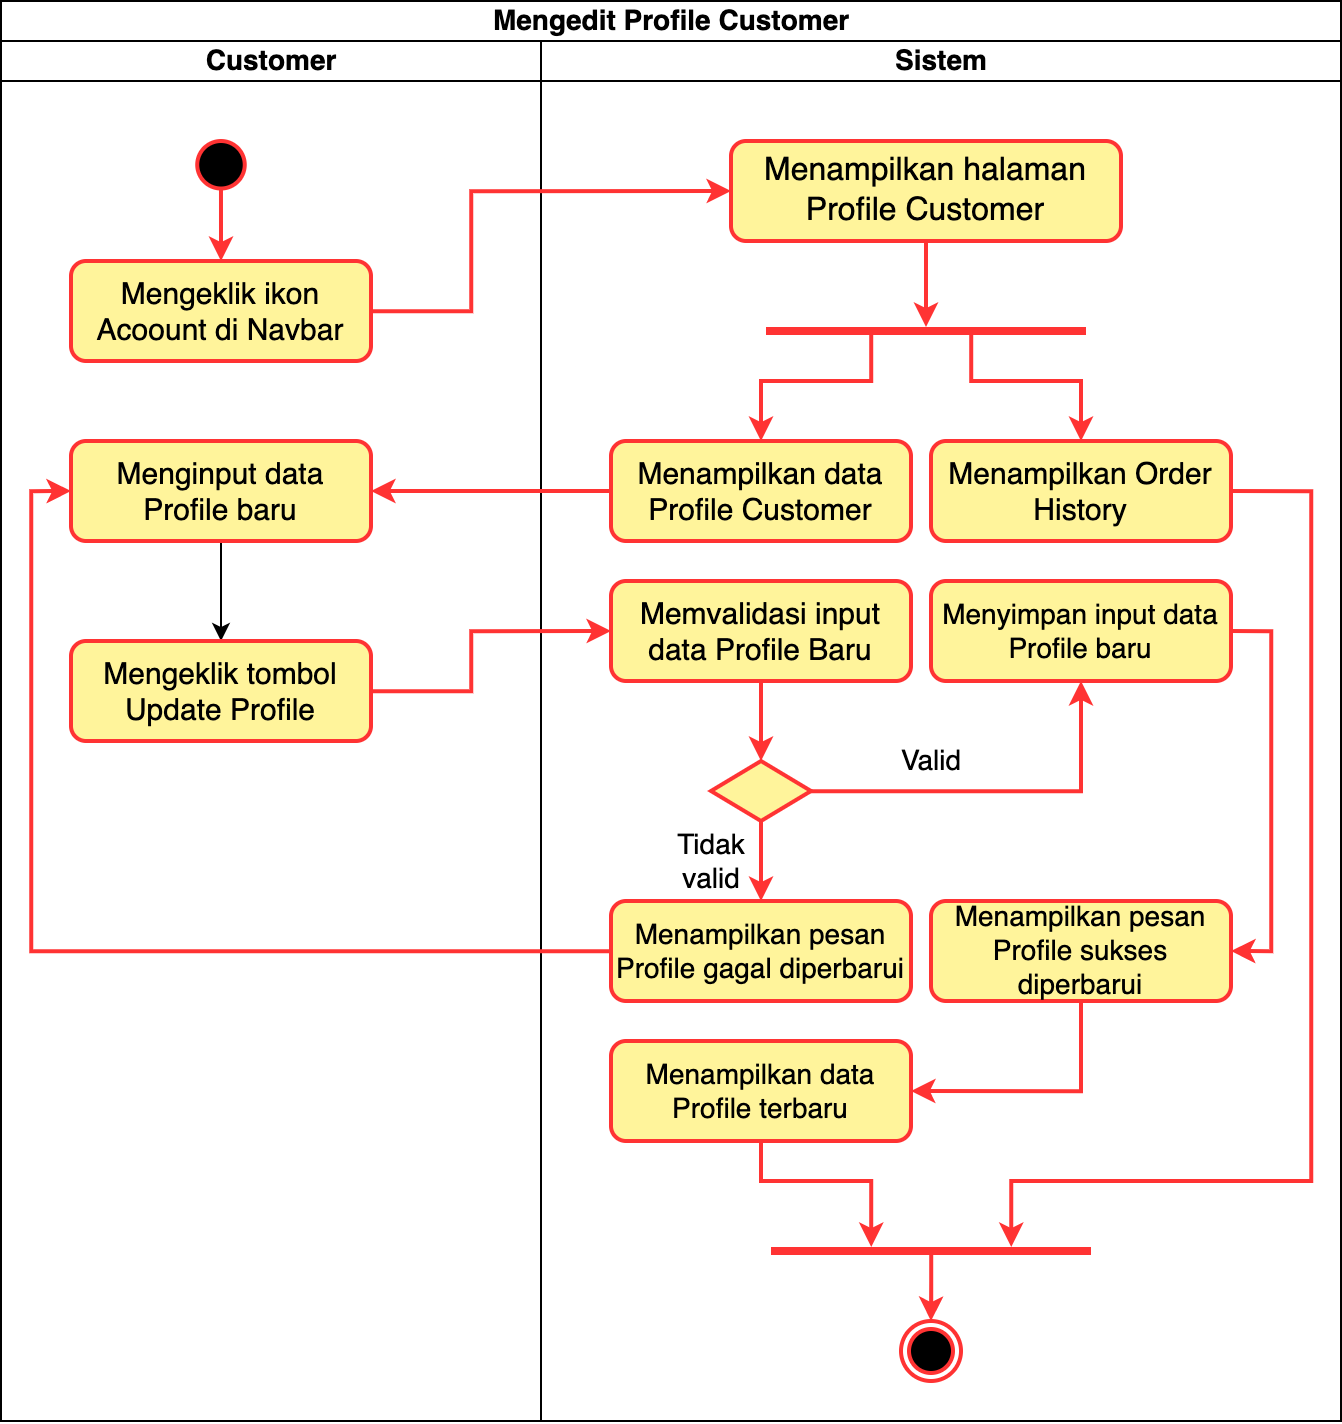 Mengedit Profile Customer
Customer
Sistem
Menampilkan halaman
Profile Customer
Mengeklik ikon
Acoount di Navbar
Menginput data
Profile baru
Menampilkan data
Profile Customer
Menampilkan Order
History
Mengeklik tombol
Update Profile
Memvalidasi input
data Profile Baru
Menyimpan input data
Profile baru
Valid
Tidak
valid
Menampilkan pesan
Profile gagal diperbarui
Menampilkan pesan
Profile sukses
diperbarui
Menampilkan data
Profile terbaru